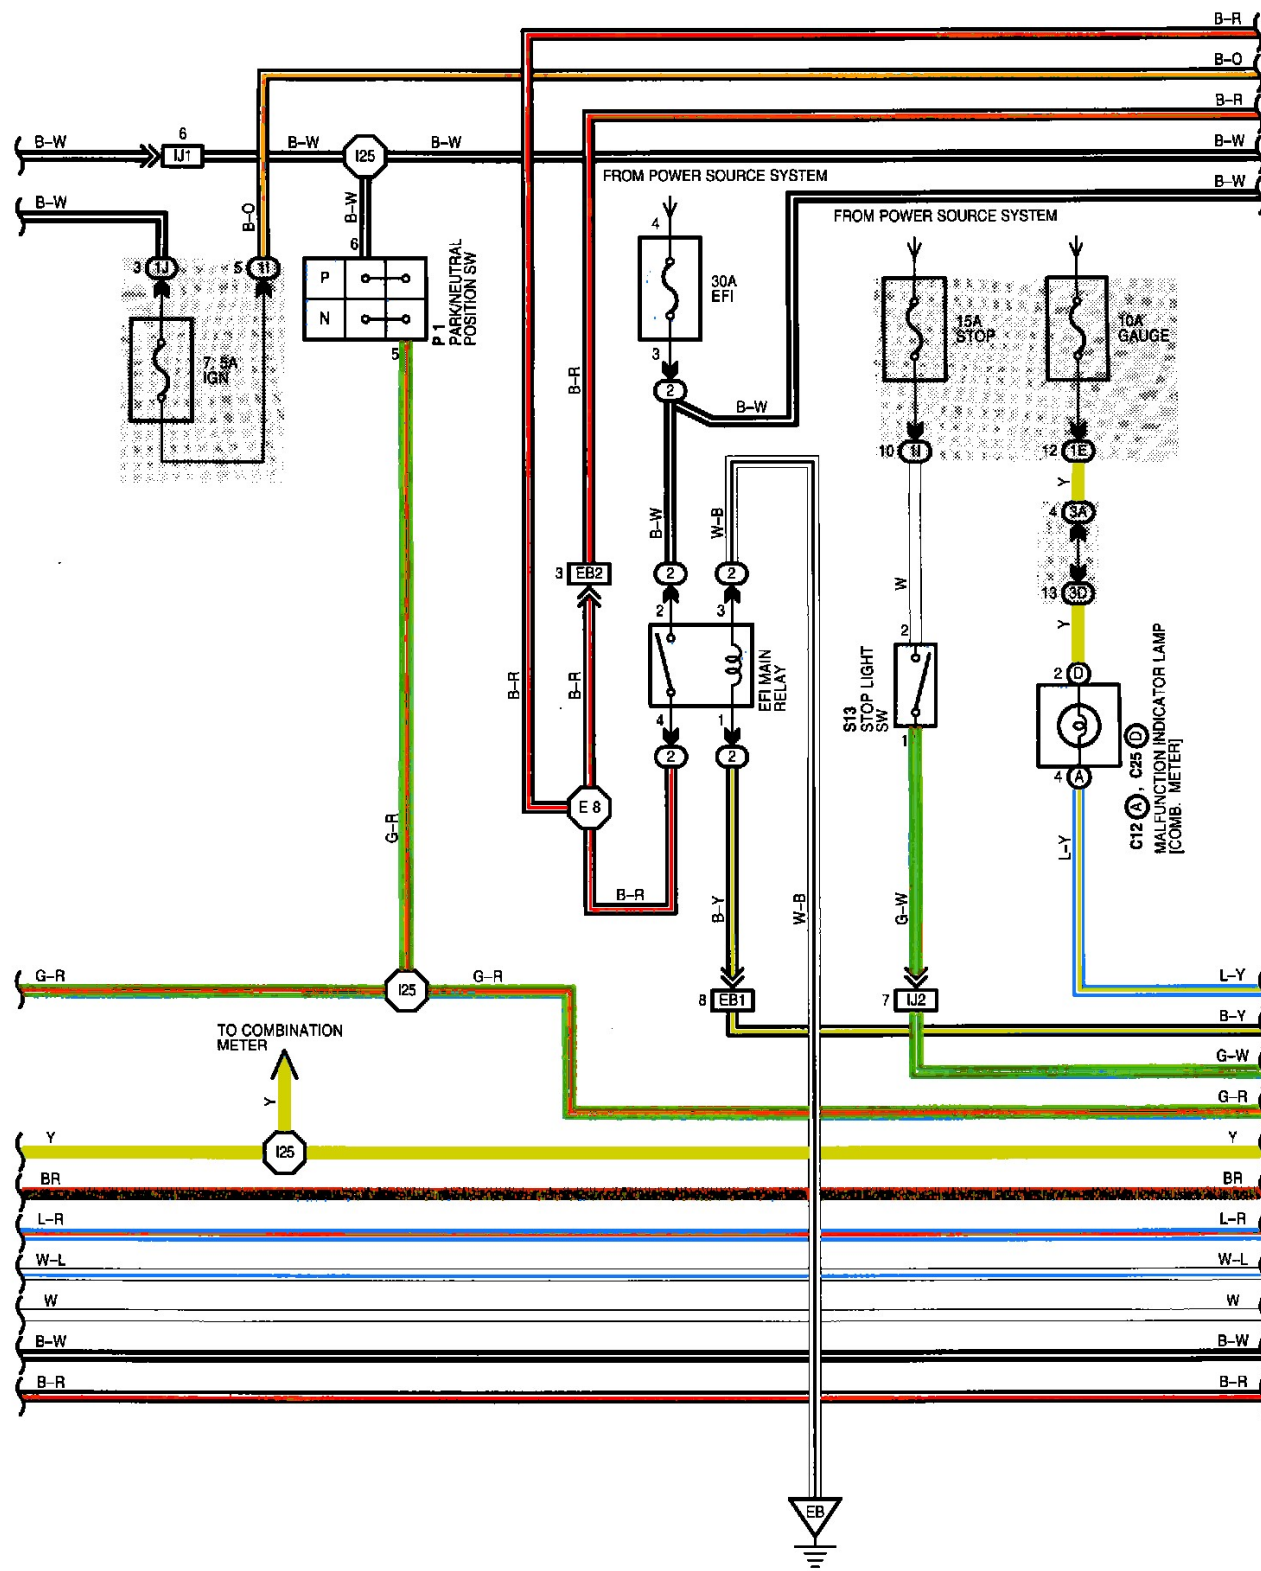 B-R
B-O
B-R
B-W
B-W
B-W
6
IJ1
B-W
I25
B-W
B-W
B-O
B-W
FROM POWER SOURCE SYSTEM
FROM POWER SOURCE SYSTEM
3
1J
5
1I
6
P
N
5
P 1
PARK/NEUTRAL
POSITION SW
7. 5A
IGN
4
30A
EFI
3
2
B-W
15A
STOP
10A
GAUGE
10
1I
12
1E
Y
4
3A
13
3D
Y
B-R
B-W
W-B
W
3
EB2
2
2
2
3
EFI MAIN
RELAY
4
1
2
2
B-R
B-R
2
S13
STOP LIGHT
SW
1
2
D
4
A
C12 A , C25 D
MALFUNCTION INDICATOR LAMP
[COMB. METER]
G-R
E 8
B-R
B-Y
W-B
G-W
L-Y
G-R
I25
G-R
8
EB1
7
IJ2
L-Y
B-Y
G-W
G-R
TO COMBINATION
METER
Y
I25
Y
Y
BR
BR
L-R
L-R
W-L
W-L
W
W
B-W
B-W
B-R
B-R
EB